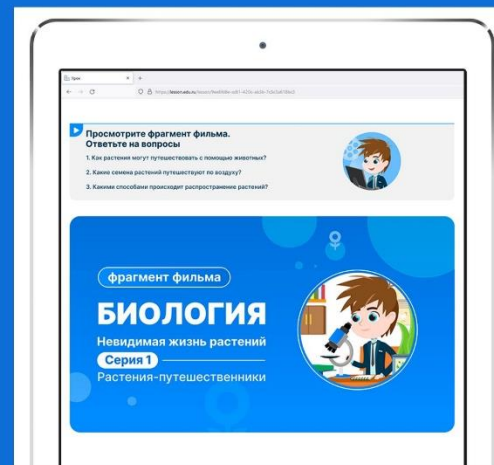 Просмотрите фрагмент фильма.
Ответьте на вопросы
1. Как растения могут путешествовать с помощью животных?
2. Какие семена растений путешествуют по воздуху?
3. Какими способами происходит распространение растений?
фрагмент фильма
БИОЛОГИЯ
Невидимая жизнь растений
Серия 1
Растения-путешественники